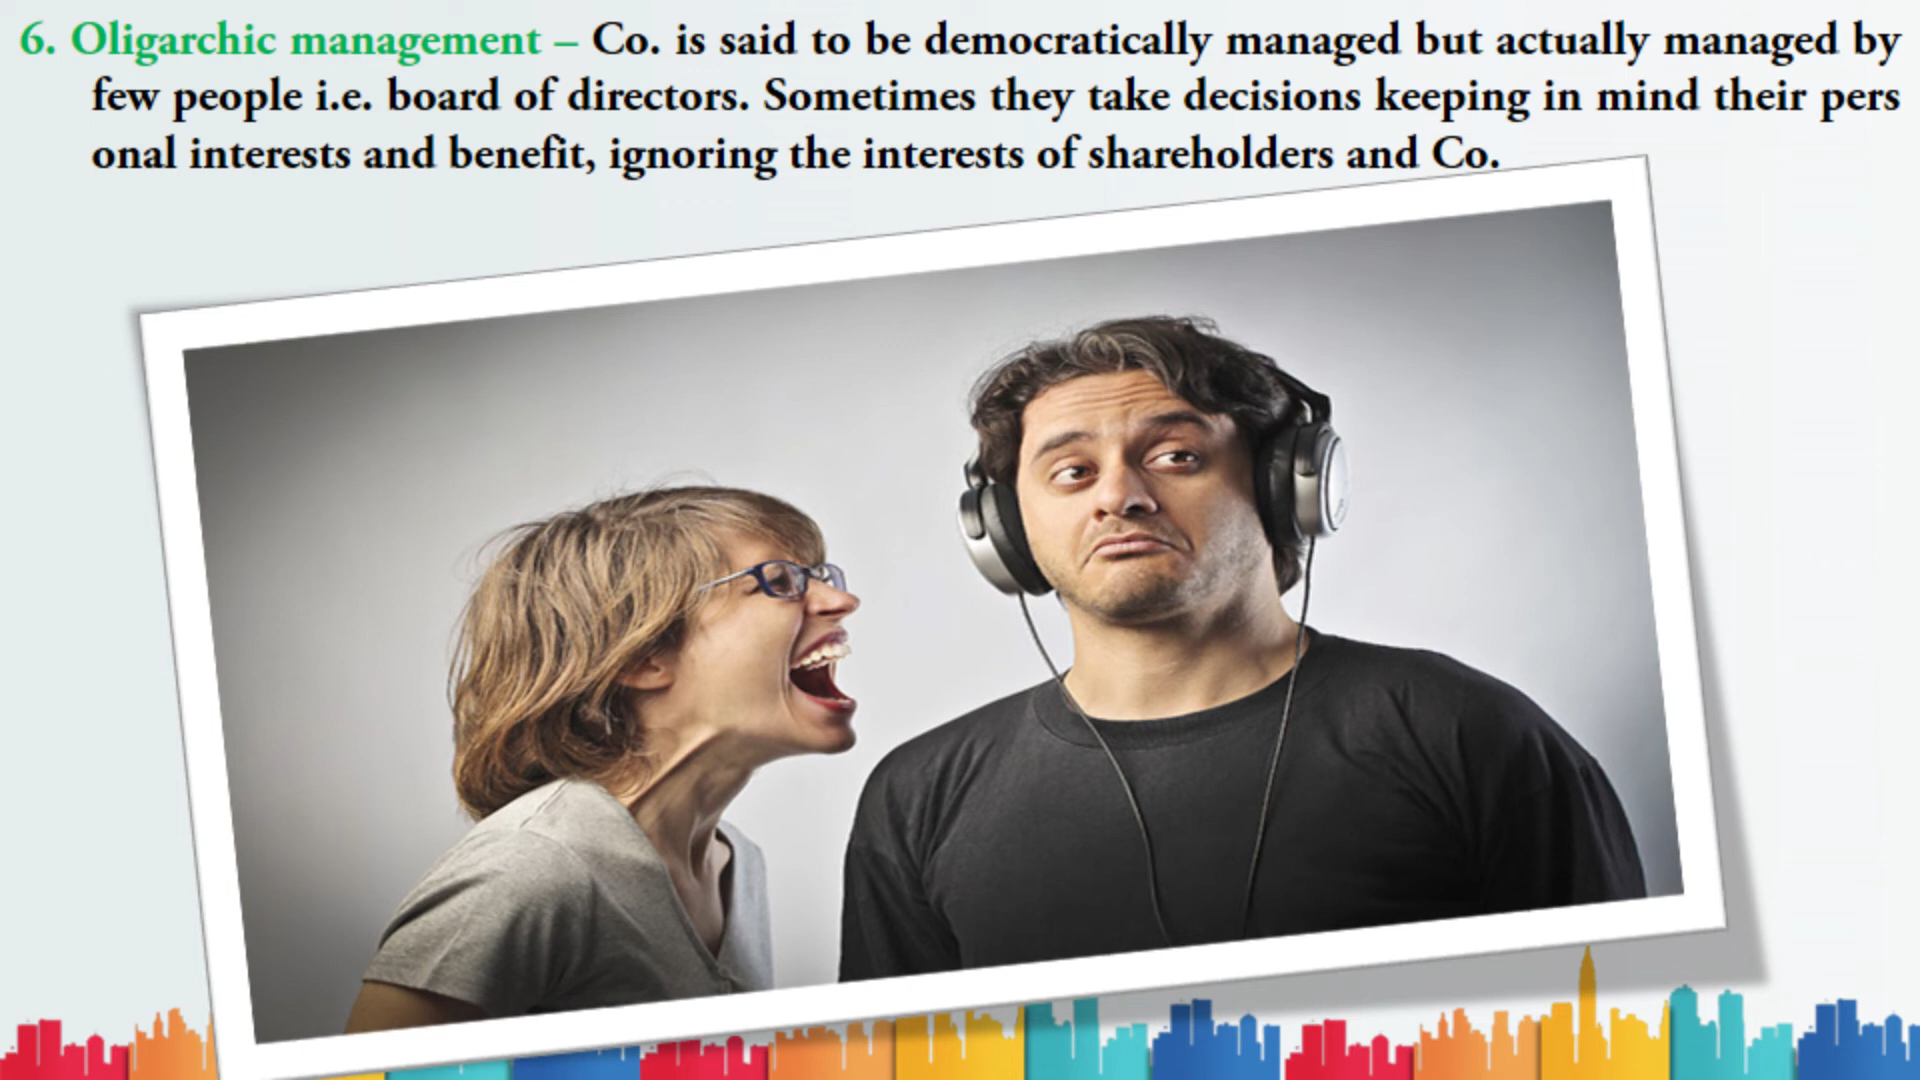 6. Oligarchic management – Co. is said to be democratically managed but actually managed by
few people i.e. board of directors. Sometimes they take decisions keeping in mind their pers
onal interests and benefit, ignoring the interests of shareholders and Co.